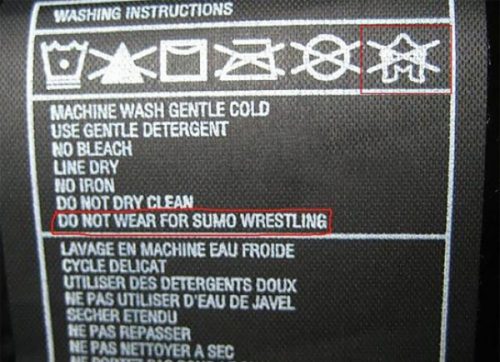 WASHING INSTRUCTIONS
MACHINE WASH GENTLE COLD
USE GENTLE DETERGENT
NO BLEACH
LINE DRY
NO IRON
DO NOT DRY CLEAN
DO NOT WEAR FOR SUMO WRESTLING
LAVAGE EN MACHINE EAU FROIDE
CYCLE DELICAT
UTILISER DES DETERGENTS DOUX
NE PAS UTILISER D'EAU DE JAVEL
SECHER ETENDU
NE PAS REPASSER
NE PAS NETTOYER A SEC